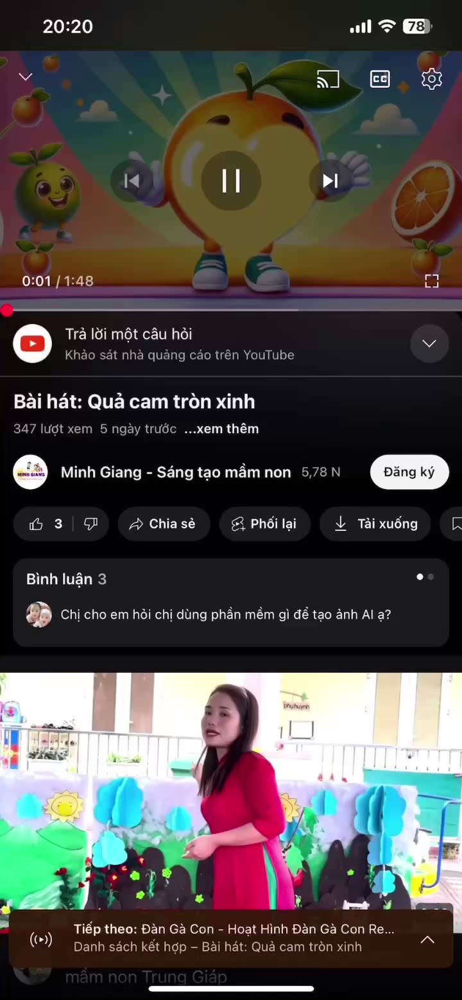 20:20
78
CC
0:01 / 1:48
Trả lời một câu hỏi
Khảo sát nhà quảng cáo trên YouTube
Bài hát: Quả cam tròn xinh
347 lượt xem 5 ngày trước ...xem thêm
MINH GIANG
Minh Giang - Sáng tạo mầm non 5,78 N
Đăng ký
3
Chia sẻ
Phối lại
Tải xuống
Bình luận 3
Chị cho em hỏi chị dùng phần mềm gì để tạo ảnh AI ạ?
phụ huynh
Tiếp theo: Đàn Gà Con - Hoạt Hình Đàn Gà Con Re...
Danh sách kết hợp – Bài hát: Quả cam tròn xinh
mầm non Trung Giáp